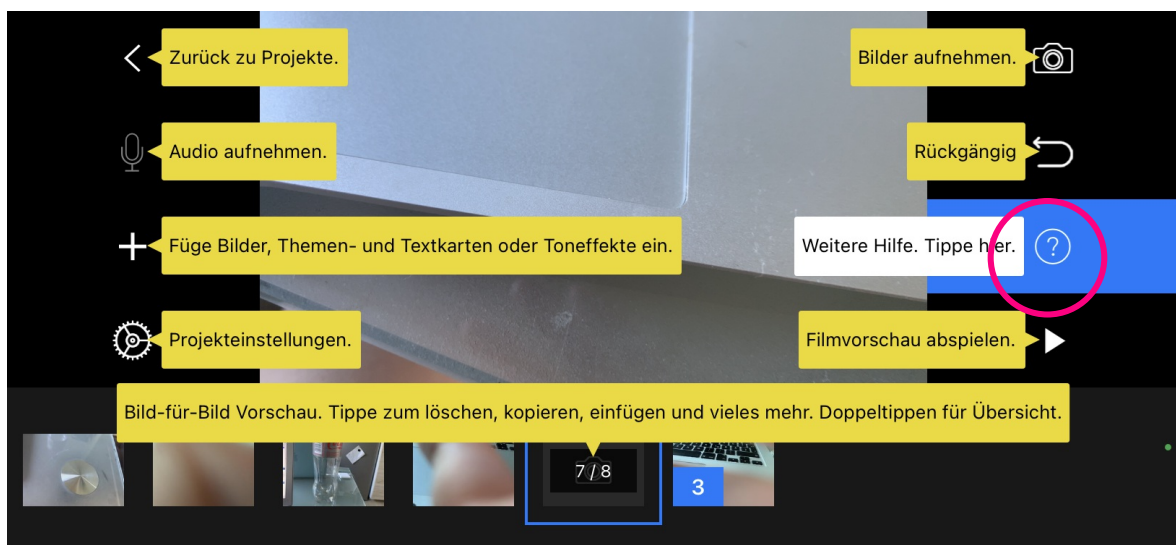 Zurück zu Projekte.
Bilder aufnehmen.
Audio aufnehmen.
Rückgängig
Füge Bilder, Themen- und Textkarten oder Toneffekte ein.
Weitere Hilfe. Tippe hier.
?
Projekteinstellungen.
Filmvorschau abspielen.
Bild-für-Bild Vorschau. Tippe zum löschen, kopieren, einfügen und vieles mehr. Doppeltippen für Übersicht.
7/8
3